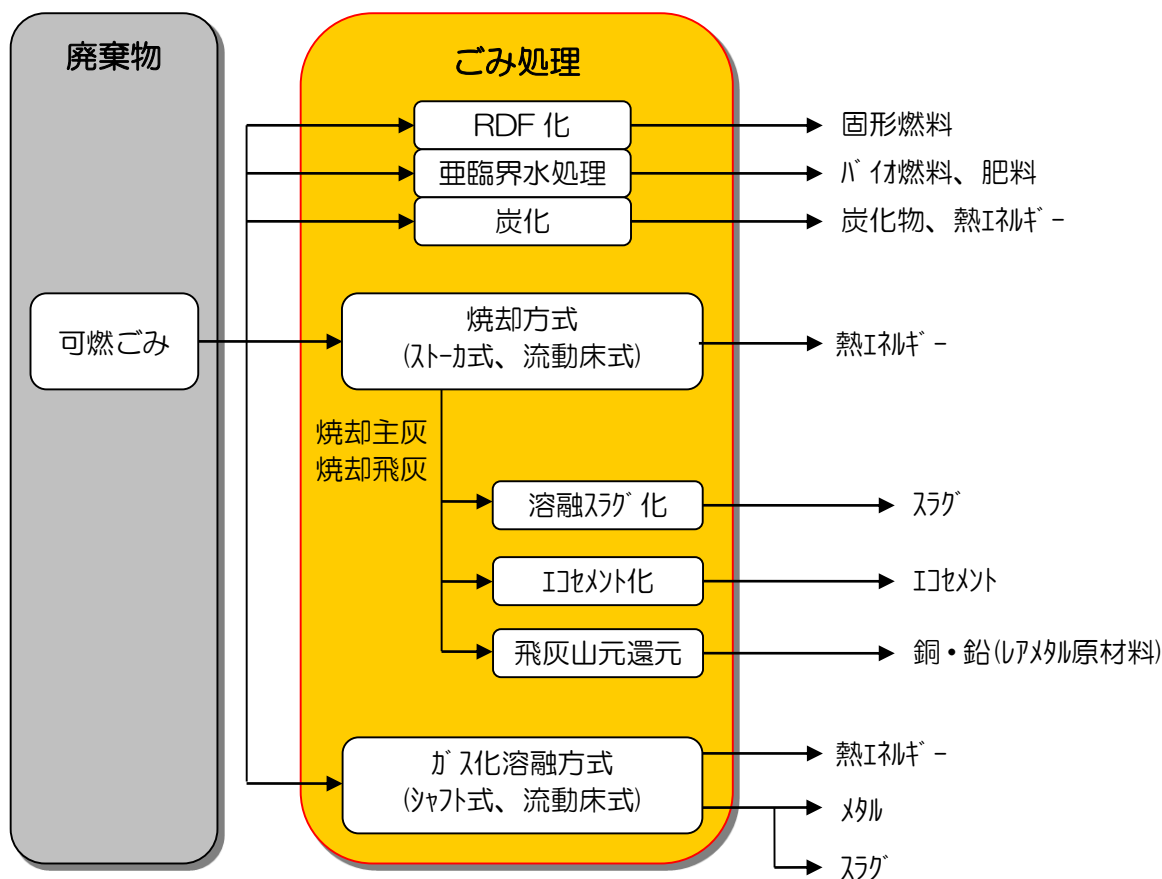 廃棄物
ごみ処理
RDF 化
固形燃料
亜臨界水処理
ﾊﾞｲｵ燃料、肥料
炭化
炭化物、熱ｴﾈﾙｷﾞｰ
可燃ごみ
焼却方式
(ｽﾄｰｶ式、流動床式)
熱ｴﾈﾙｷﾞｰ
焼却主灰
焼却飛灰
溶融ｽﾗｸﾞ化
ｽﾗｸﾞ
ｴｺｾﾒﾝﾄ化
ｴｺｾﾒﾝﾄ
飛灰山元還元
銅・鉛(ﾚｱﾒﾀﾙ原材料)
ｶﾞｽ化溶融方式
(ｼｬﾌﾄ式、流動床式)
熱ｴﾈﾙｷﾞｰ
ﾒﾀﾙ
ｽﾗｸﾞ